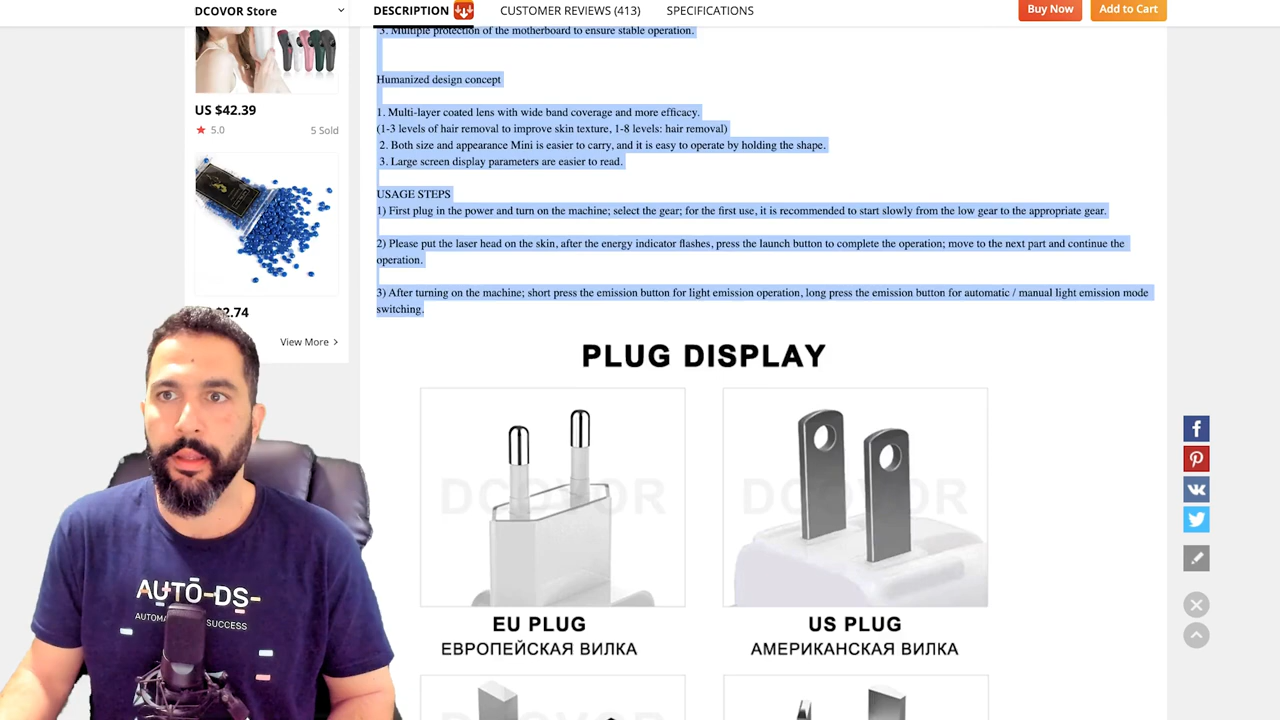 DCOVOR Store
DESCRIPTION
CUSTOMER REVIEWS (413)
SPECIFICATIONS
Buy Now
Add to Cart
3. Multiple protection of the motherboard to ensure stable operation.
Humanized design concept
US $42.39
5.0
5 Sold
1. Multi-layer coated lens with wide band coverage and more efficacy.
(1-3 levels of hair removal to improve skin texture, 1-8 levels: hair removal)
2. Both size and appearance Mini is easier to carry, and it is easy to operate by holding the shape.
3. Large screen display parameters are easier to read.
USAGE STEPS
1) First plug in the power and turn on the machine; select the gear; for the first use, it is recommended to start slowly from the low gear to the appropriate gear.
2) Please put the laser head on the skin, after the energy indicator flashes, press the launch button to complete the operation; move to the next part and continue the
operation.
3) After turning on the machine; short press the emission button for light emission operation, long press the emission button for automatic / manual light emission mode
switching.
2.74
View More >
PLUG DISPLAY
DCOVOR
DCOVOR
EU PLUG
US PLUG
ЕВРОПЕЙСКАЯ ВИЛКА
АМЕРИКАНСКАЯ ВИЛКА
AUTO-DS-
SUCCESS